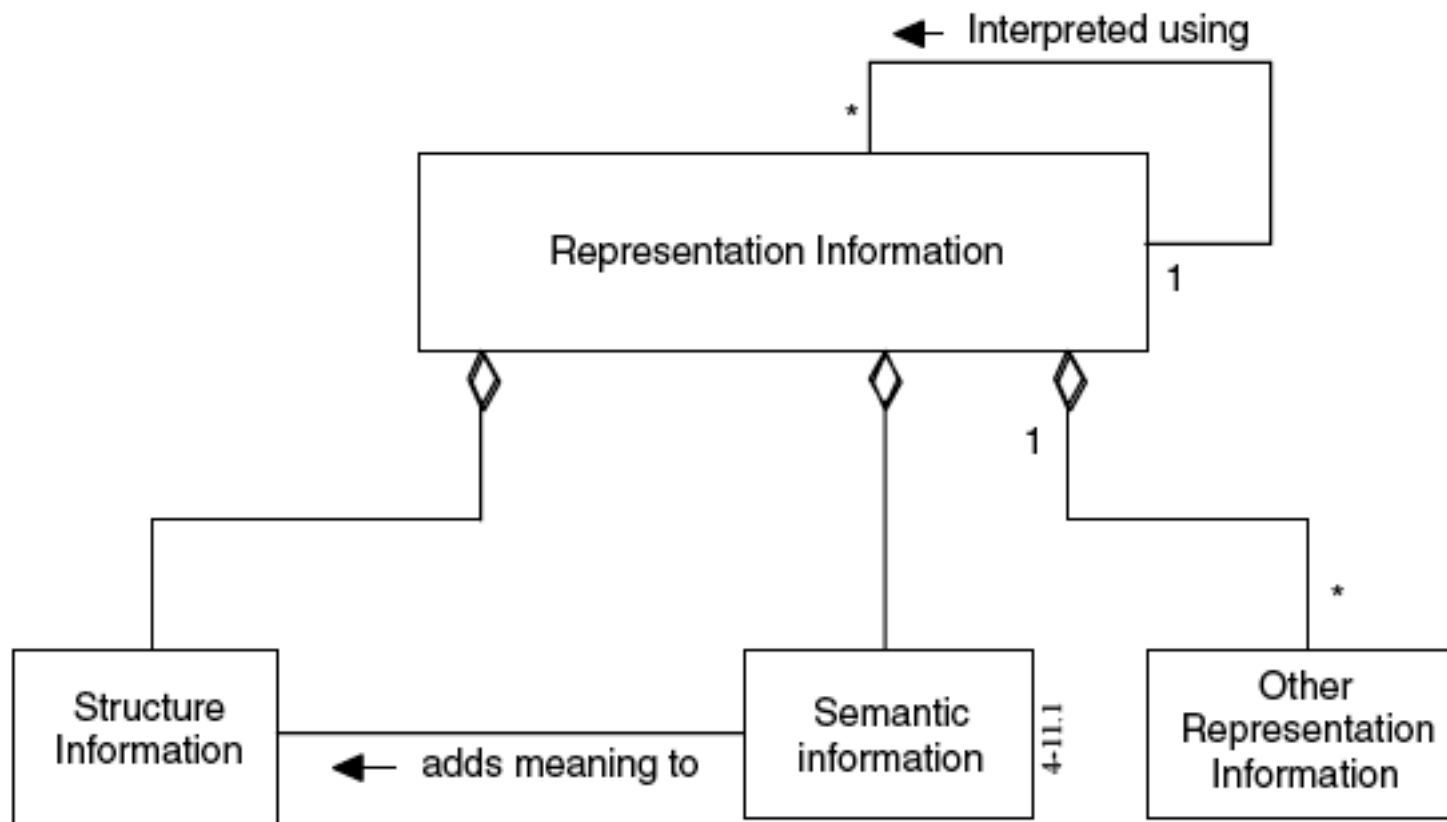 Interpreted using
*
Representation Information
1
1
*
Structure
Information
adds meaning to
Semantic
information
4-11.1
Other
Representation
Information